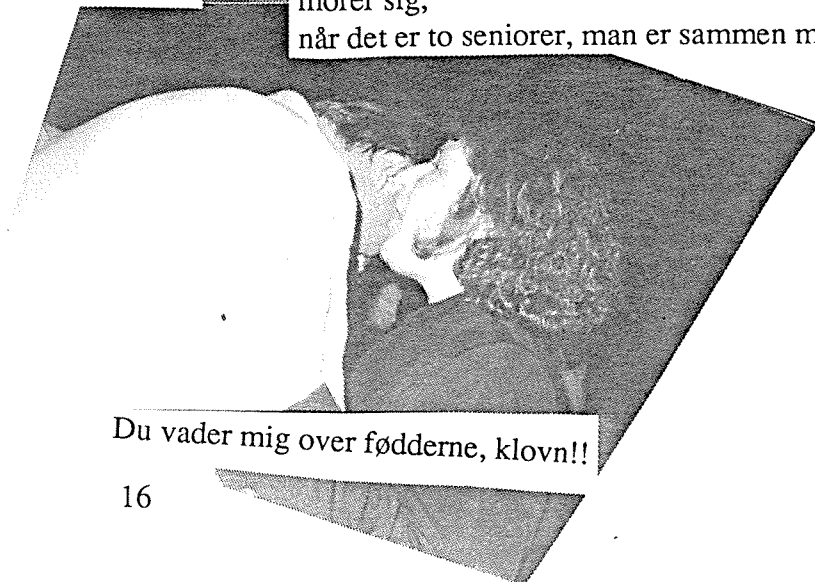 morer sig,
når det er to seniorer, man er sammen
Du vader mig over fødderne, klovn!!
16